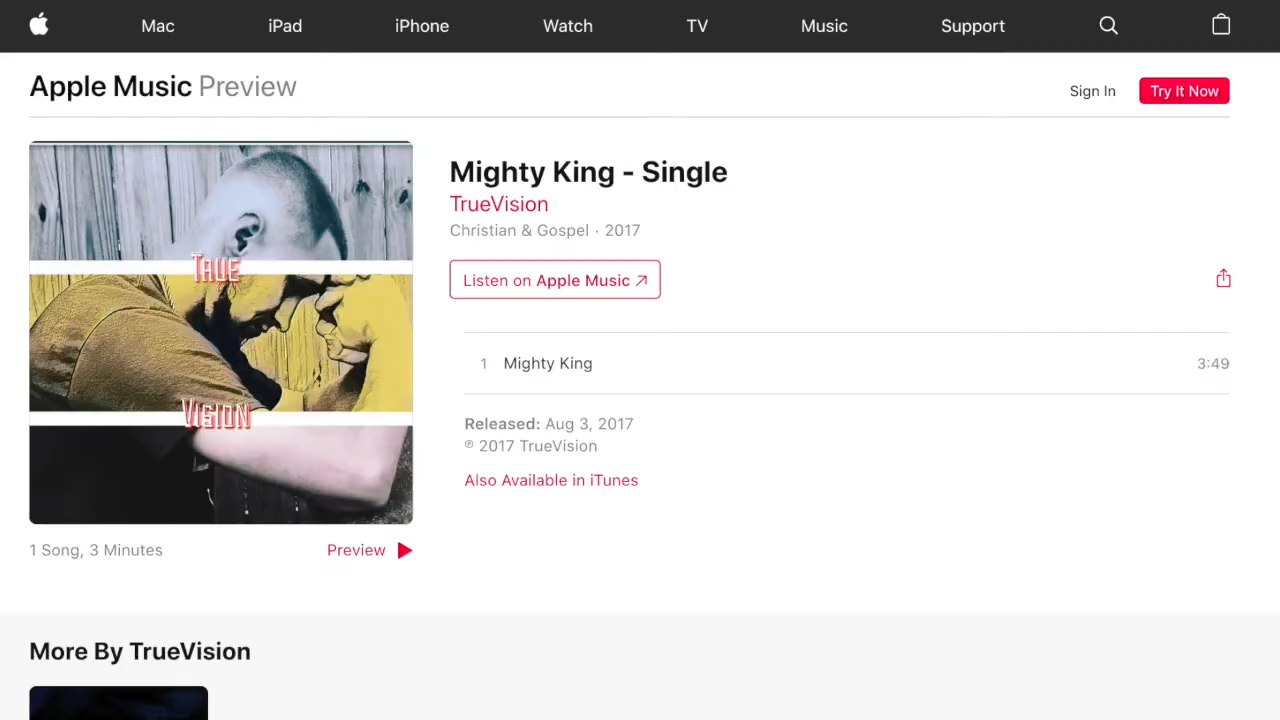 Mac iPad iPhone Watch TV Music Support
Apple Music Preview
Sign In Try It Now
TRUE
VISION
Mighty King - Single
TrueVision
Christian & Gospel · 2017
Listen on Apple Music ↗
1 Mighty King 3:49
Released: Aug 3, 2017
℗ 2017 TrueVision
Also Available in iTunes
1 Song, 3 Minutes Preview ▶
More By TrueVision